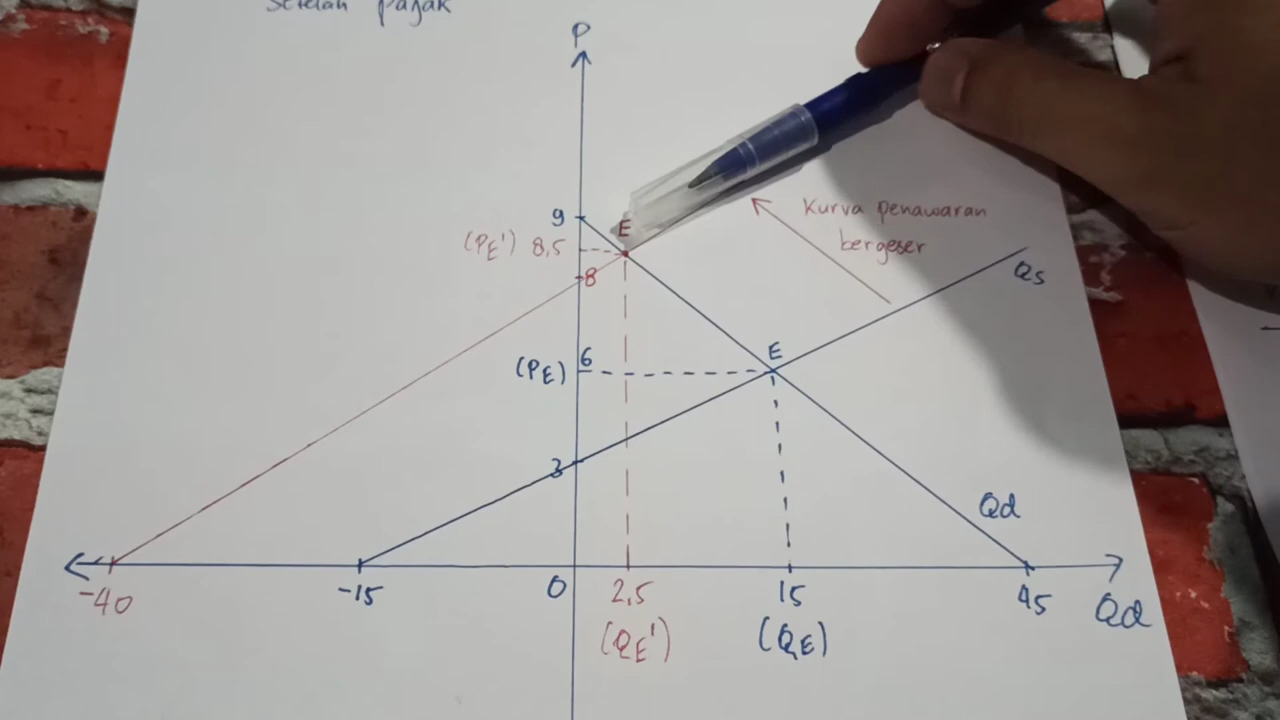 Setelah pajak
P
9
Kurva penawaran
bergeser
E
(PE') 8,5
8
Qs
(PE) 6
E
3
Qd
-40
-15
0
2,5
15
45
Qd
(QE')
(QE)